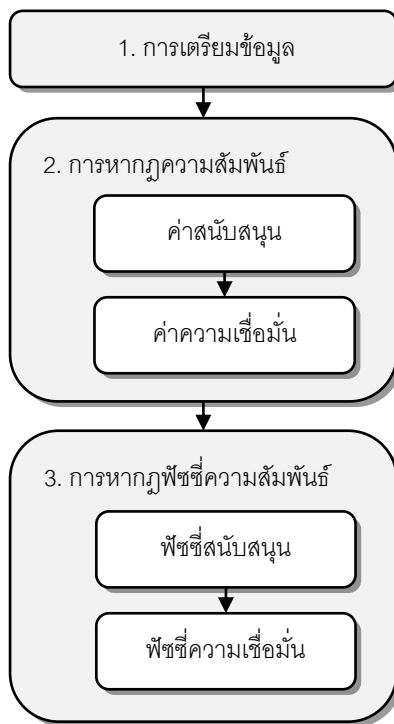 1. การเตรียมข้อมูล
2. การหากฎความสัมพันธ์
ค่าสนับสนุน
ค่าความเชื่อมั่น
3. การหากฎฟัซซี่ความสัมพันธ์
ฟัซซี่สนับสนุน
ฟัซซี่ความเชื่อมั่น